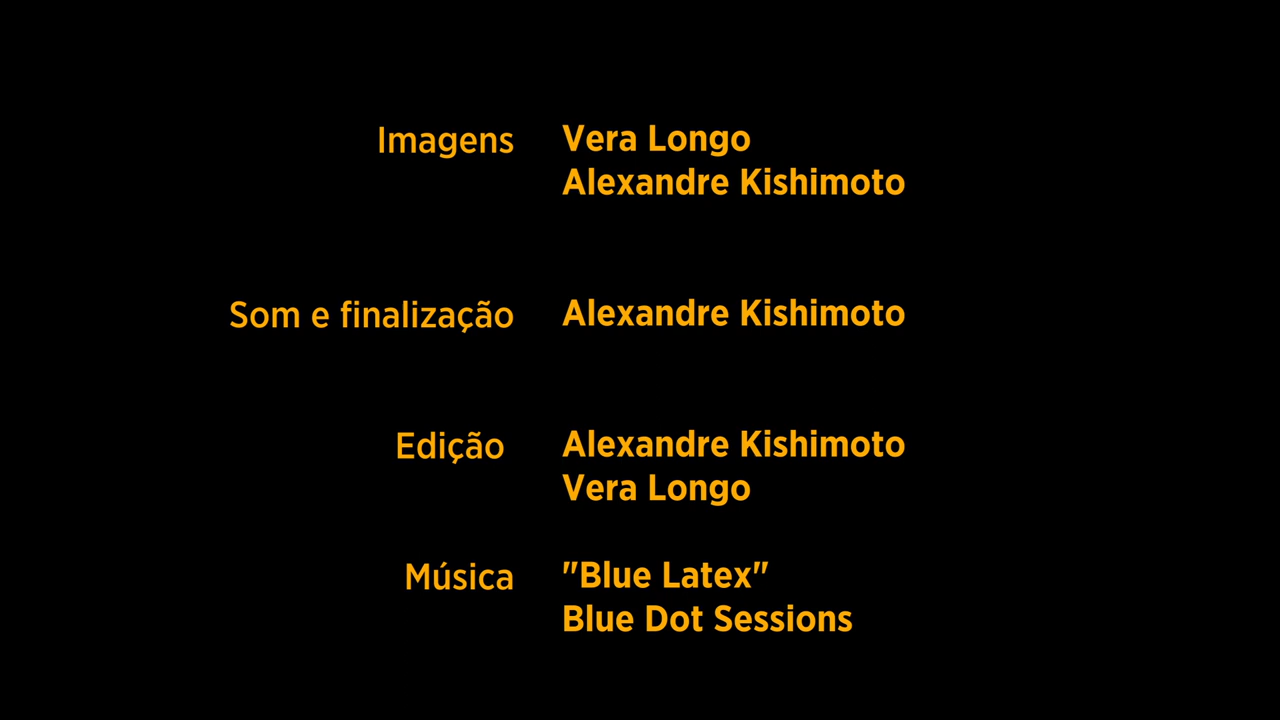 Imagens Vera Longo
Alexandre Kishimoto
Som e finalização Alexandre Kishimoto
Edição Alexandre Kishimoto
Vera Longo
Música "Blue Latex"
Blue Dot Sessions